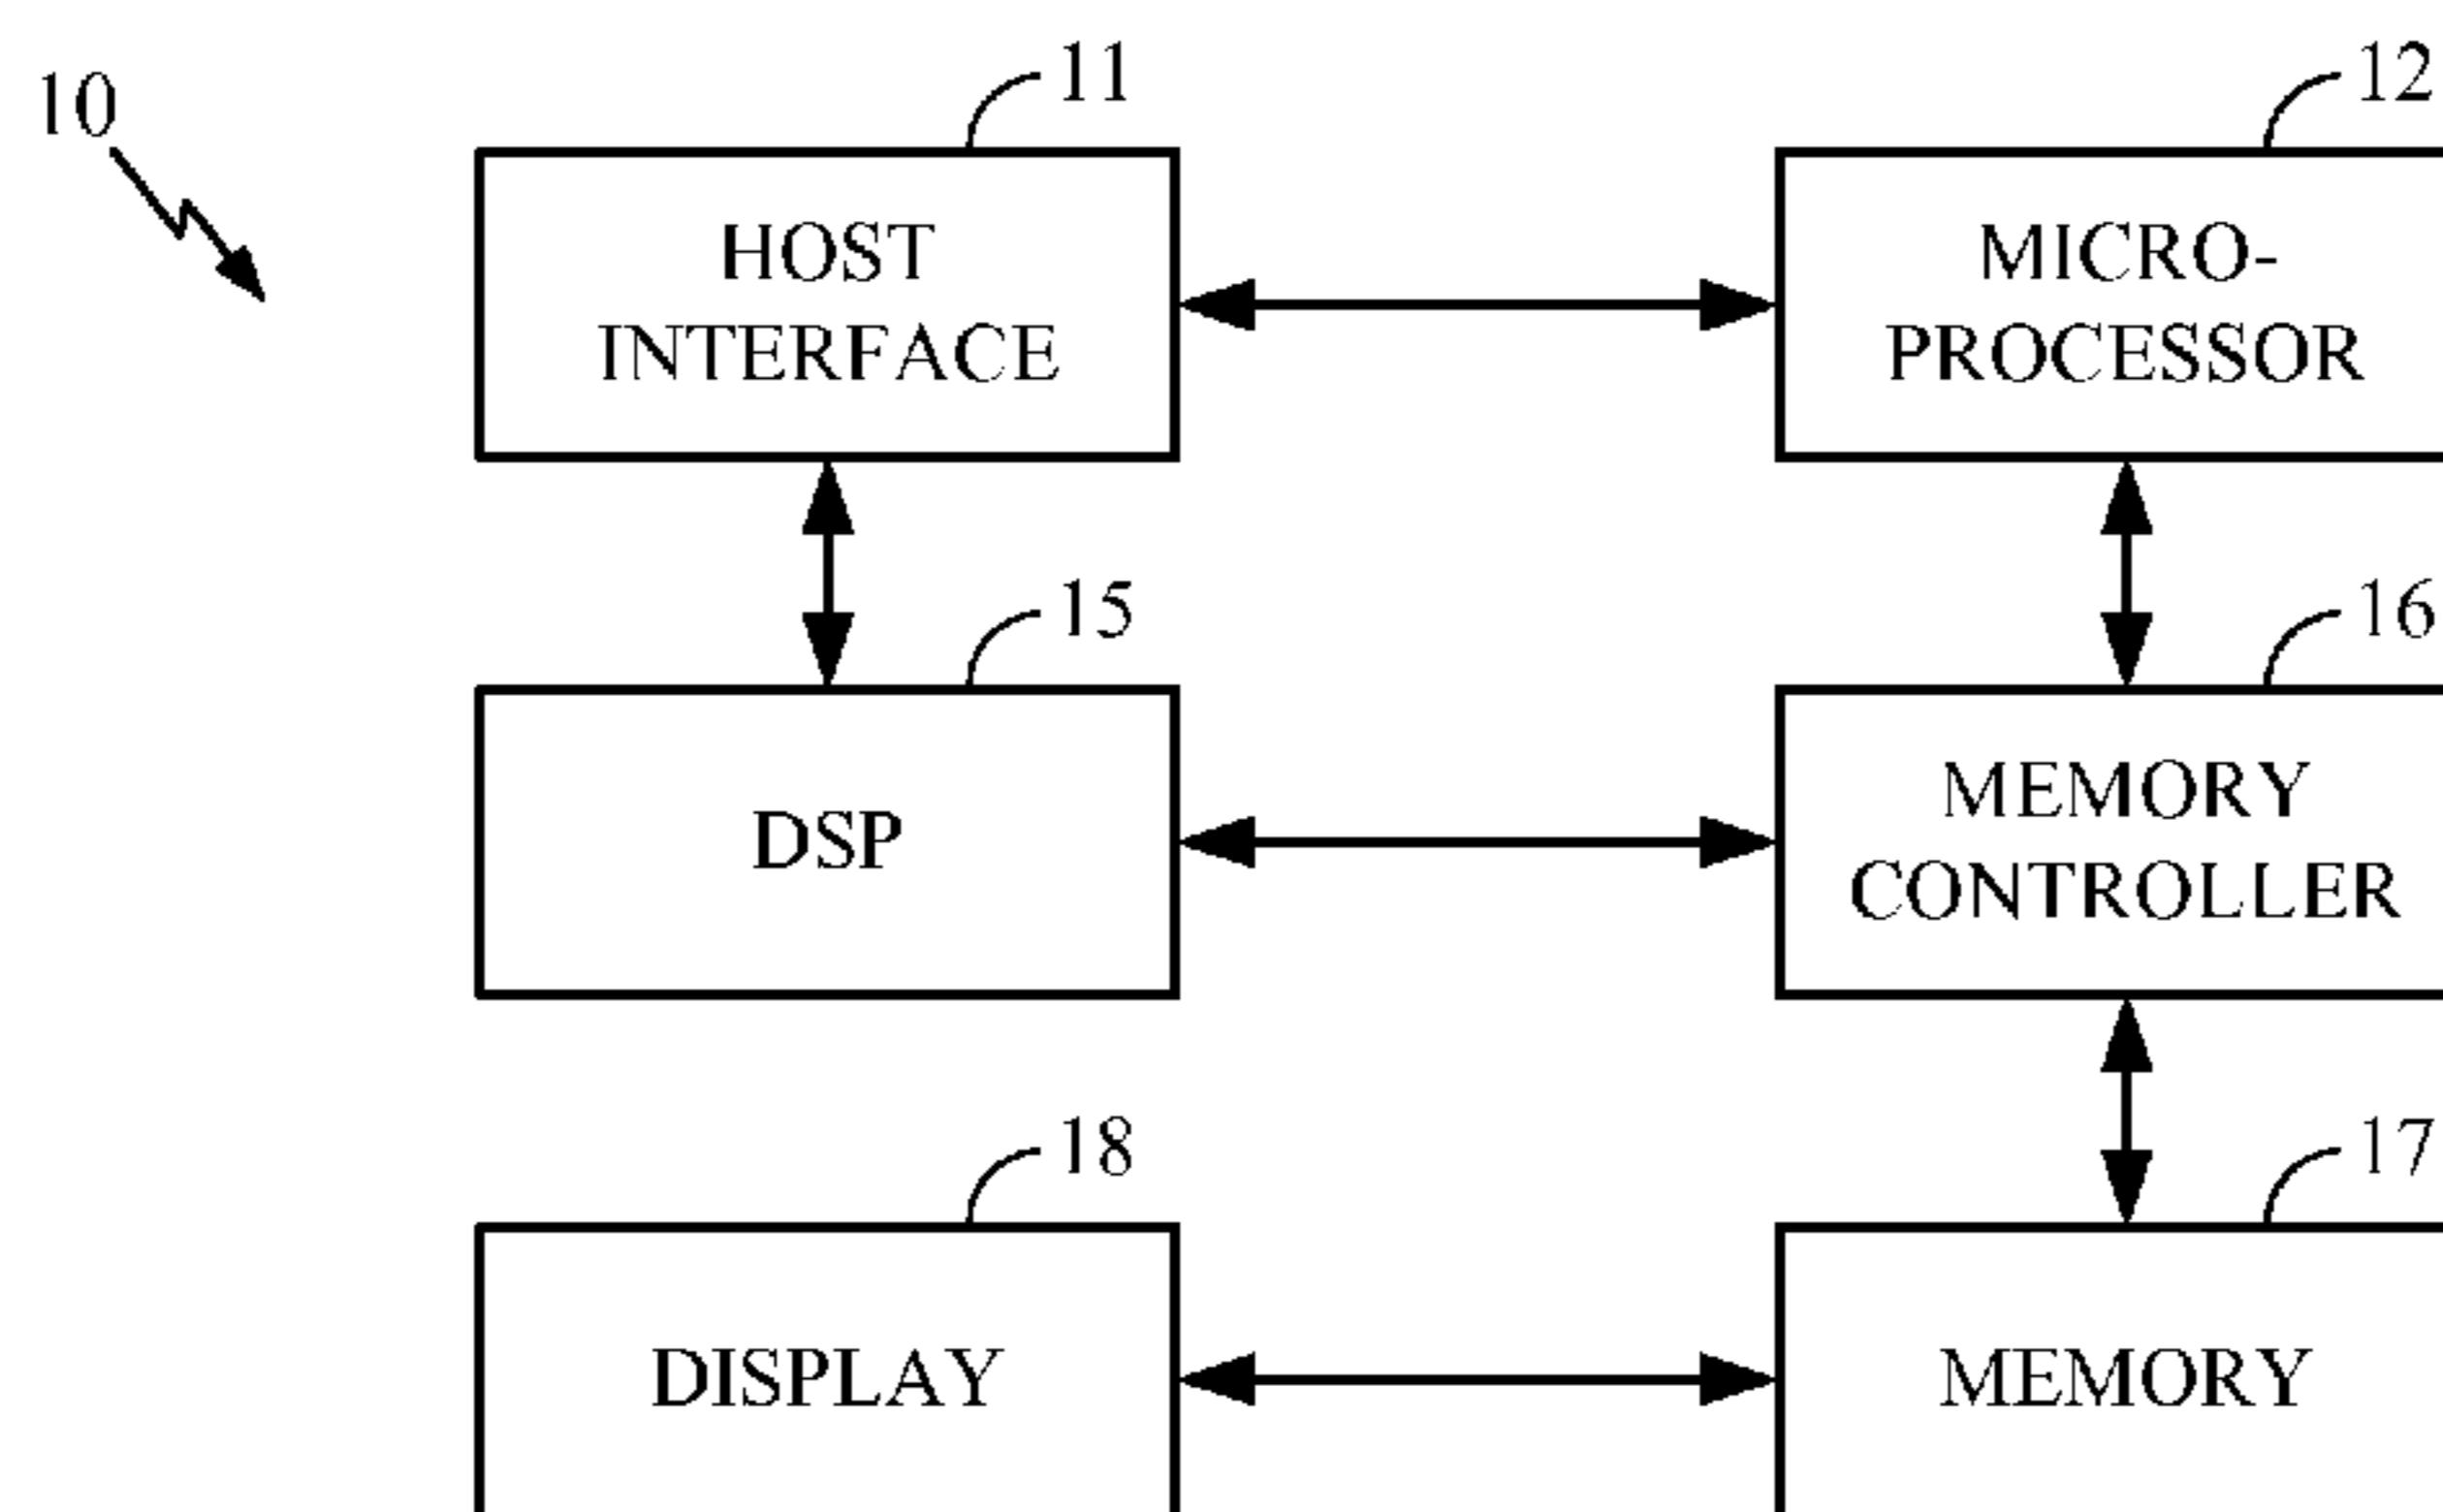 10
11
12
HOST
INTERFACE
MICRO-
PROCESSOR
15
16
DSP
MEMORY
CONTROLLER
18
17
DISPLAY
MEMORY